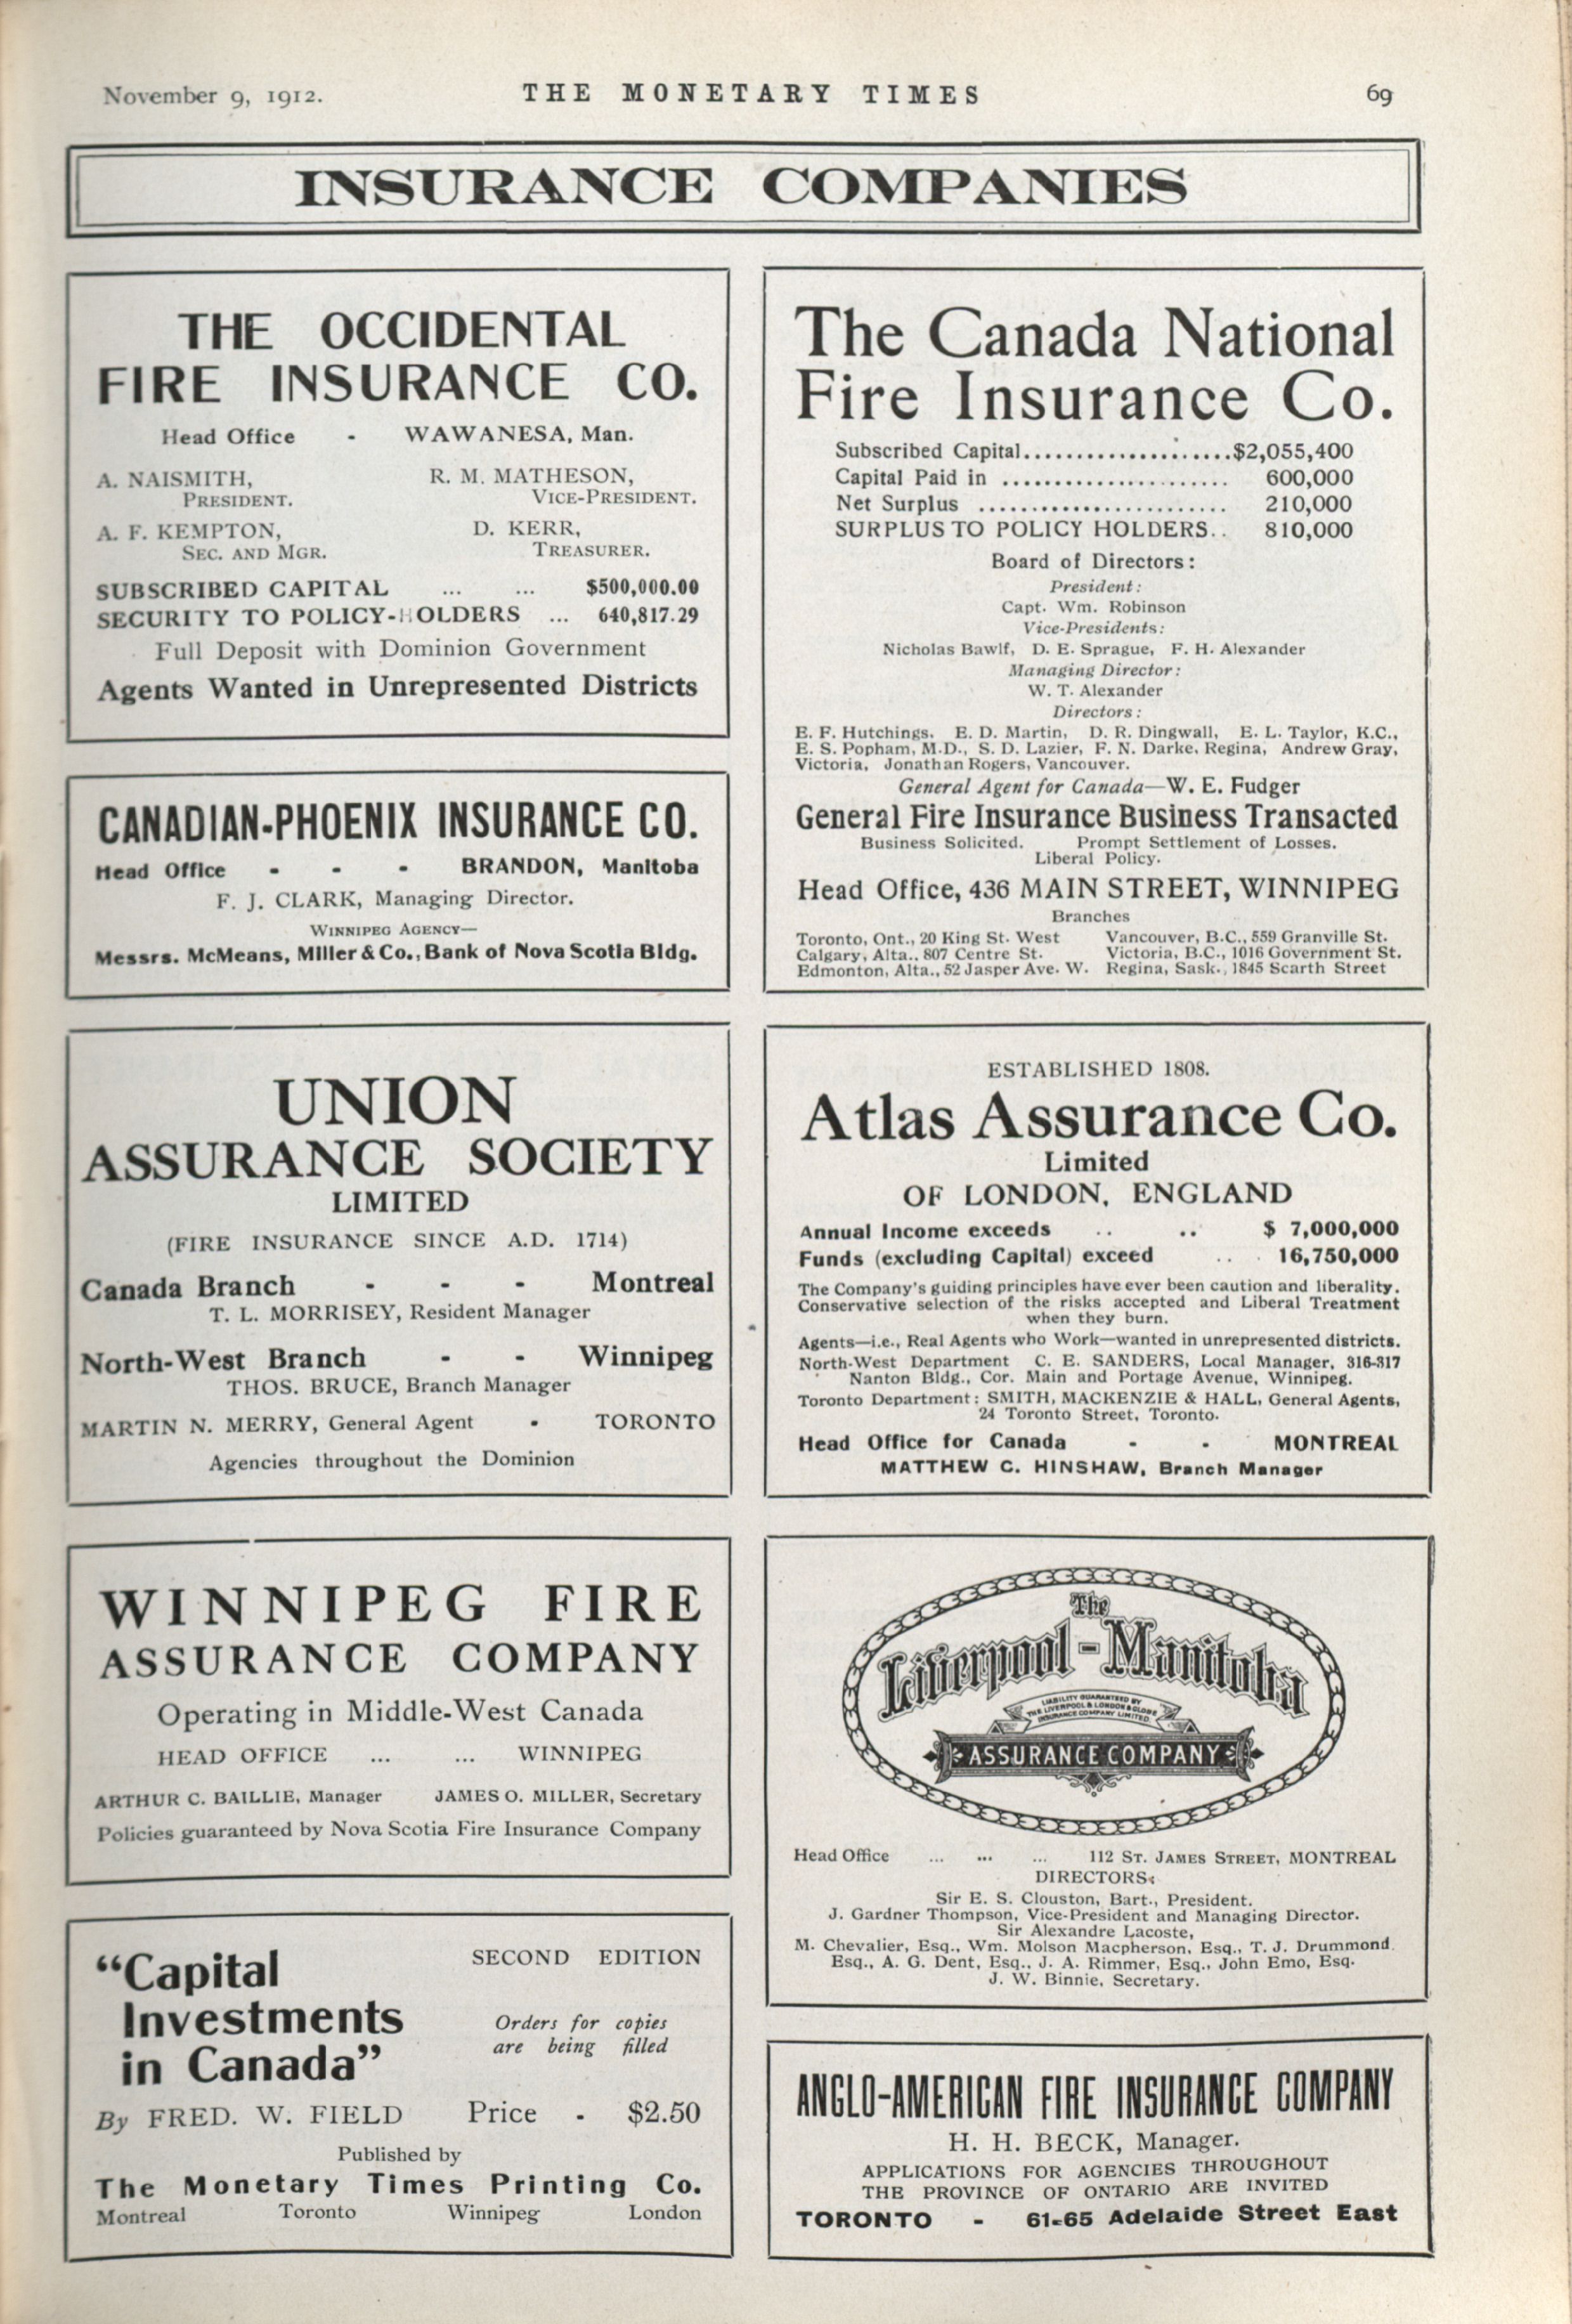 November 9, 1912.
THE MONETARY TIMES
69
INSURANCE COMPANIES
THE OCCIDENTAL
FIRE INSURANCE CO.
Head Office - WAWANESA, Man.
A. NAISMITH, R. M. MATHESON,
PRESIDENT. VICE-PRESIDENT.
A. F. KEMPTON, D. KERR,
SEC. AND MGR. TREASURER.
SUBSCRIBED CAPITAL ... ... $500,000.00
SECURITY TO POLICY-HOLDERS ... 640,817.29
Full Deposit with Dominion Government
Agents Wanted in Unrepresented Districts
CANADIAN-PHOENIX INSURANCE CO.
Head Office - - - BRANDON, Manitoba
F. J. CLARK, Managing Director.
WINNIPEG AGENCY—
Messrs. McMeans, Miller & Co., Bank of Nova Scotia Bldg.
UNION
ASSURANCE SOCIETY
LIMITED
(FIRE INSURANCE SINCE A.D. 1714)
Canada Branch - - - Montreal
T. L. MORRISEY, Resident Manager
North-West Branch - - Winnipeg
THOS. BRUCE, Branch Manager
MARTIN N. MERRY, General Agent - TORONTO
Agencies throughout the Dominion
WINNIPEG FIRE
ASSURANCE COMPANY
Operating in Middle-West Canada
HEAD OFFICE ... ... WINNIPEG
ARTHUR C. BAILLIE, Manager JAMES O. MILLER, Secretary
Policies guaranteed by Nova Scotia Fire Insurance Company
"Capital
Investments
in Canada"
By FRED. W. FIELD
SECOND EDITION
Orders for copies
are being filled
Price - $2.50
Published by
The Monetary Times Printing Co.
Montreal Toronto Winnipeg London
The Canada National
Fire Insurance Co.
Subscribed Capital.....................$2,055,400
Capital Paid in ...................... 600,000
Net Surplus ........................ 210,000
SURPLUS TO POLICY HOLDERS.. 810,000
Board of Directors:
President:
Capt. Wm. Robinson
Vice-Presidents:
Nicholas Bawlf, D. E. Sprague, F. H. Alexander
Managing Director:
W. T. Alexander
Directors:
E. F. Hutchings, E. D. Martin, D. R. Dingwall, E. L. Taylor, K.C.,
E. S. Popham, M.D., S. D. Lazier, F. N. Darke, Regina, Andrew Gray,
Victoria, Jonathan Rogers, Vancouver.
General Agent for Canada—W. E. Fudger
General Fire Insurance Business Transacted
Business Solicited. Prompt Settlement of Losses.
Liberal Policy.
Head Office, 436 MAIN STREET, WINNIPEG
Branches
Toronto, Ont., 20 King St. West Vancouver, B.C., 559 Granville St.
Calgary, Alta., 807 Centre St. Victoria, B.C., 1016 Government St.
Edmonton, Alta., 52 Jasper Ave. W. Regina, Sask., 1845 Scarth Street
ESTABLISHED 1808.
Atlas Assurance Co.
Limited
OF LONDON, ENGLAND
Annual Income exceeds .. .. $ 7,000,000
Funds (excluding Capital) exceed .. . 16,750,000
The Company's guiding principles have ever been caution and liberality.
Conservative selection of the risks accepted and Liberal Treatment
when they burn.
Agents—i.e., Real Agents who Work—wanted in unrepresented districts.
North-West Department C. E. SANDERS, Local Manager, 316-317
Nanton Bldg., Cor. Main and Portage Avenue, Winnipeg.
Toronto Department: SMITH, MACKENZIE & HALL, General Agents,
24 Toronto Street, Toronto.
Head Office for Canada - - MONTREAL
MATTHEW C. HINSHAW, Branch Manager
The
Liverpool-Manitoba
LIABILITY GUARANTEED BY
THE LIVERPOOL & LONDON & GLOBE
INSURANCE COMPANY LIMITED.
ASSURANCE COMPANY
Head Office ... ... ... 112 ST. JAMES STREET, MONTREAL
DIRECTORS:
Sir E. S. Clouston, Bart., President.
J. Gardner Thompson, Vice-President and Managing Director.
Sir Alexandre Lacoste,
M. Chevalier, Esq., Wm. Molson Macpherson, Esq., T. J. Drummond.
Esq., A. G. Dent, Esq., J. A. Rimmer, Esq., John Emo, Esq.
J. W. Binnie, Secretary.
ANGLO-AMERICAN FIRE INSURANCE COMPANY
H. H. BECK, Manager.
APPLICATIONS FOR AGENCIES THROUGHOUT
THE PROVINCE OF ONTARIO ARE INVITED
TORONTO - 61-65 Adelaide Street East